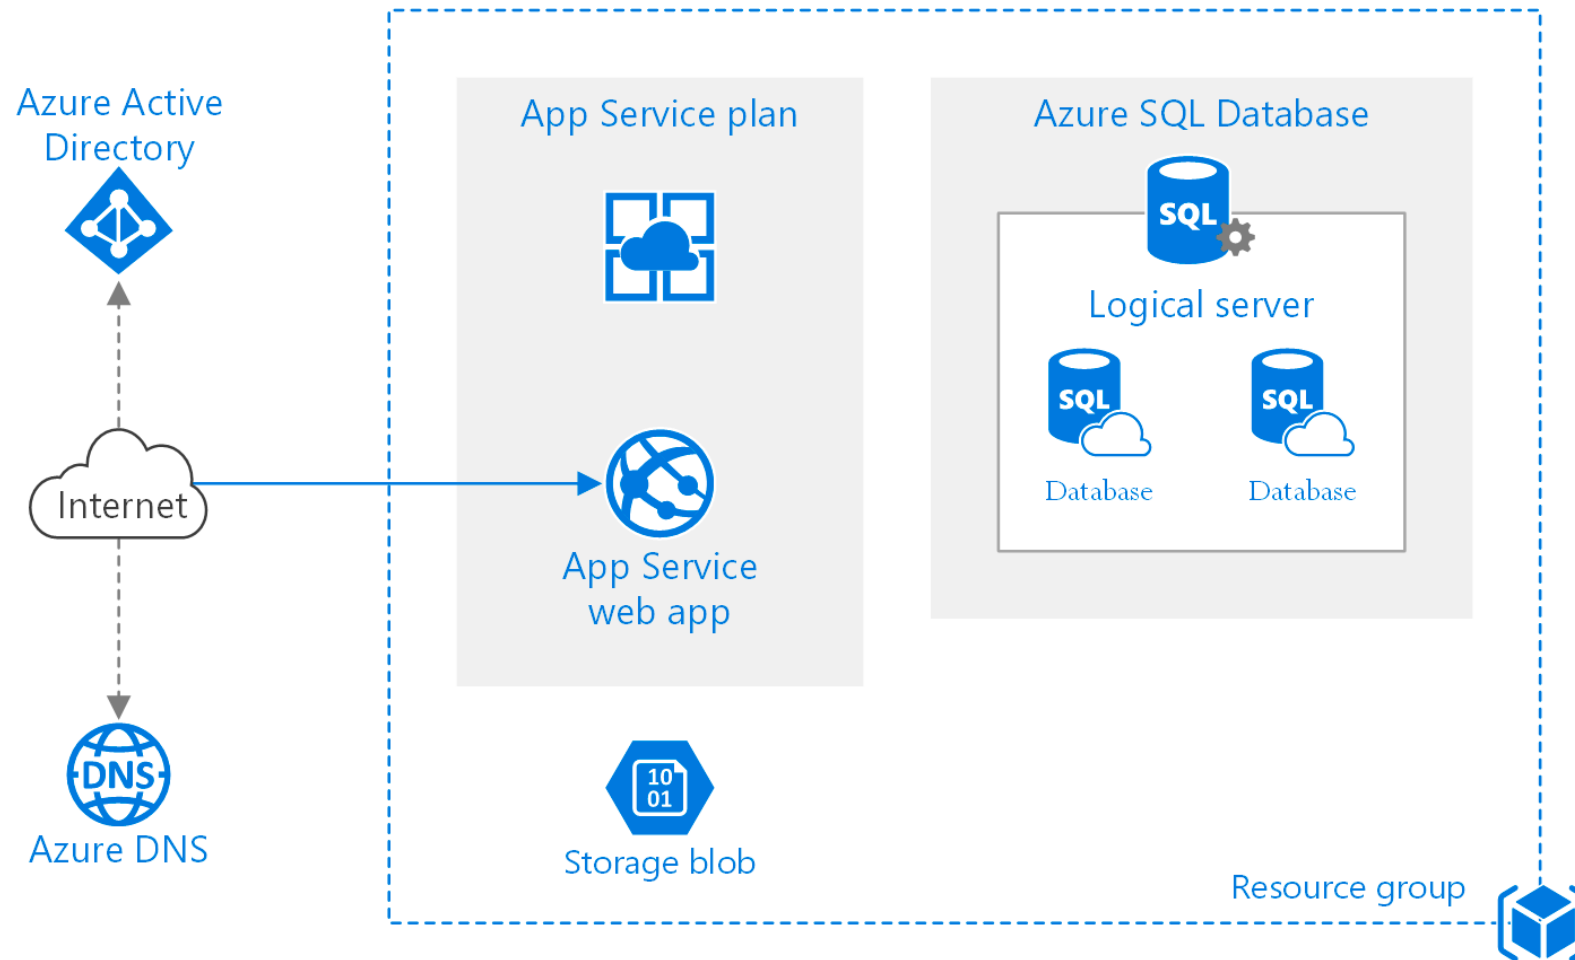 Azure Active
Directory
Internet
DNS
Azure DNS
App Service plan
App Service
web app
10
01
Storage blob
Azure SQL Database
SQL
Logical server
SQL
SQL
Database
Database
Resource group